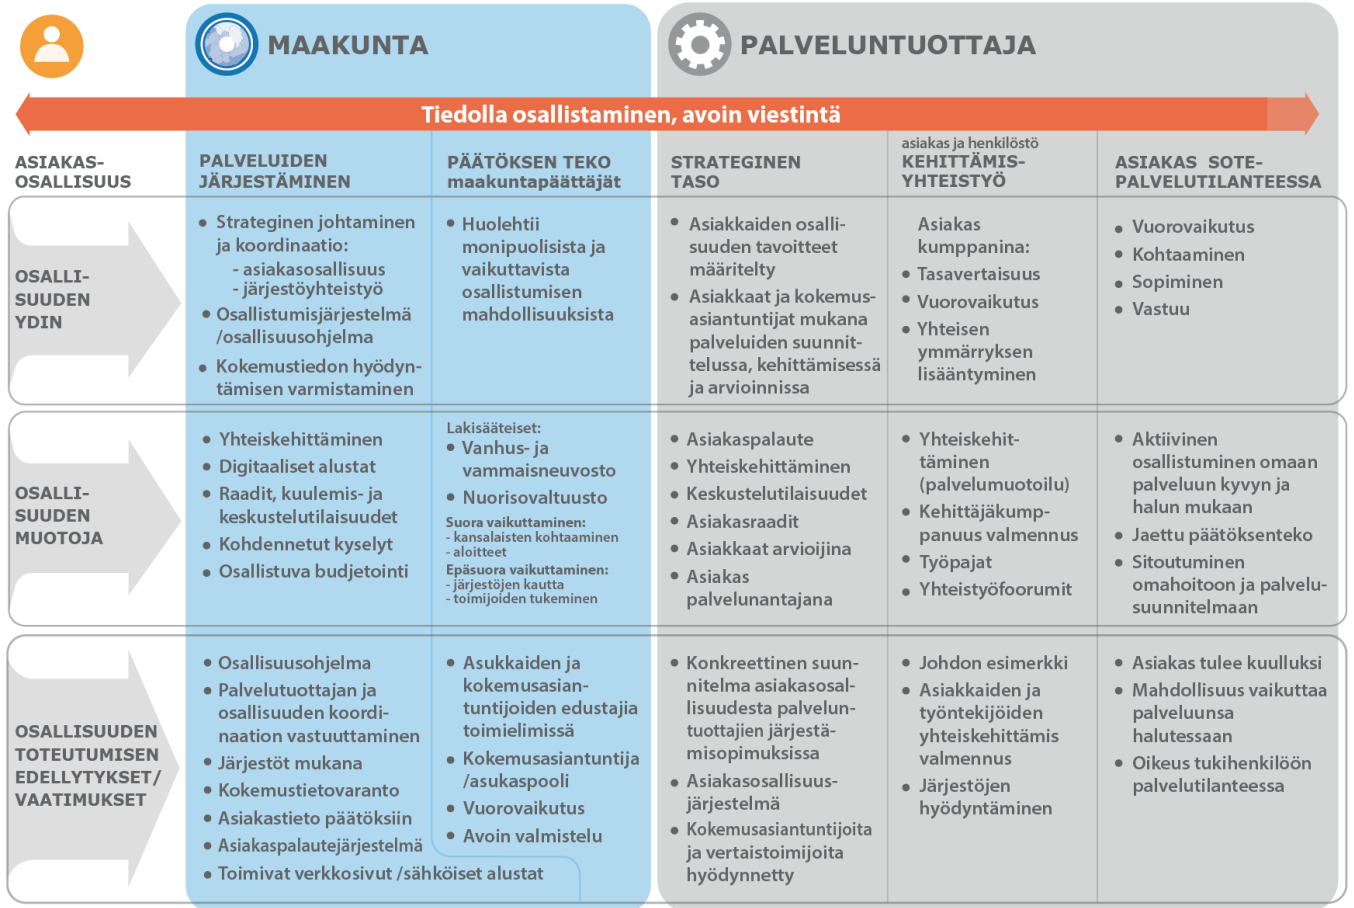 MAAKUNTA
PALVELUNTUOTTAJA
Tiedolla osallistaminen, avoin viestintä
ASIAKAS-
OSALLISUUS
PALVELUIDEN
JÄRJESTÄMINEN
PÄÄTÖKSEN TEKO
maakuntapäättäjät
STRATEGINEN
TASO
asiakas ja henkilöstö
KEHITTÄMIS-
YHTEISTYÖ
ASIAKAS SOTE-
PALVELUTILANTEESSA
OSALLI-
SUUDEN
YDIN
• Strateginen johtaminen
ja koordinaatio:
- asiakasosallisuus
- järjestöyhteistyö
• Osallistumisjärjestelmä
/osallisuusohjelma
• Kokemustiedon hyödyn-
tämisen varmistaminen
• Huolehtii
monipuolisista ja
vaikuttavista
osallistumisen
mahdollisuuksista
• Asiakkaiden osalli-
suuden tavoitteet
määritelty
• Asiakkaat ja kokemus-
asiantuntijat mukana
palveluiden suunnit-
telussa, kehittämisessä
ja arvioinnissa
Asiakas
kumppanina:
• Tasavertaisuus
• Vuorovaikutus
• Yhteisen
ymmärryksen
lisääntyminen
• Vuorovaikutus
• Kohtaaminen
• Sopiminen
• Vastuu
OSALLI-
SUUDEN
MUOTOJA
• Yhteiskehittäminen
• Digitaaliset alustat
• Raadit, kuulemis- ja
keskustelutilaisuudet
• Kohdennetut kyselyt
• Osallistuva budjetointi
Lakisääteiset:
• Vanhus- ja
vammaisneuvosto
• Nuorisovaltuusto
Suora vaikuttaminen:
- kansalaisten kohtaaminen
- aloitteet
Epäsuora vaikuttaminen:
- järjestöjen kautta
- toimijoiden tukeminen
• Asiakaspalaute
• Yhteiskehittäminen
• Keskustelutilaisuudet
• Asiakasraadit
• Asiakkaat arvioijina
• Asiakas
palvelunantajana
• Yhteiskehit-
täminen
(palvelumuotoilu)
• Kehittäjäkump-
panuus valmennus
• Työpajat
• Yhteistyöfoorumit
• Aktiivinen
osallistuminen omaan
palveluun kyvyn ja
halun mukaan
• Jaettu päätöksenteko
• Sitoutuminen
omahoitoon ja palvelu-
suunnitelmaan
OSALLISUUDEN
TOTEUTUMISEN
EDELLYTYKSET/
VAATIMUKSET
• Osallisuusohjelma
• Palvelutuottajan ja
osallisuuden koordi-
naation vastuuttaminen
• Järjestöt mukana
• Kokemustietovaranto
• Asiakastieto päätöksiin
• Asiakaspalautejärjestelmä
• Toimivat verkkosivut /sähköiset alustat
• Asukkaiden ja
kokemusasian-
tuntijoiden edustajia
toimielimissä
• Kokemusasiantuntija
/asukaspooli
• Vuorovaikutus
• Avoin valmistelu
• Konkreettinen suun-
nitelma asiakasosal-
lisuudesta palvelun-
tuottajien järjestä-
misopimuksissa
• Asiakasosallisuus-
järjestelmä
• Kokemusasiantuntijoita
ja vertaistoimijoita
hyödynnetty
• Johdon esimerkki
• Asiakkaiden ja
työntekijöiden
yhteiskehittämis
valmennus
• Järjestöjen
hyödyntäminen
• Asiakas tulee kuulluksi
• Mahdollisuus vaikuttaa
palveluunsa
halutessaan
• Oikeus tukihenkilöön
palvelutilanteessa